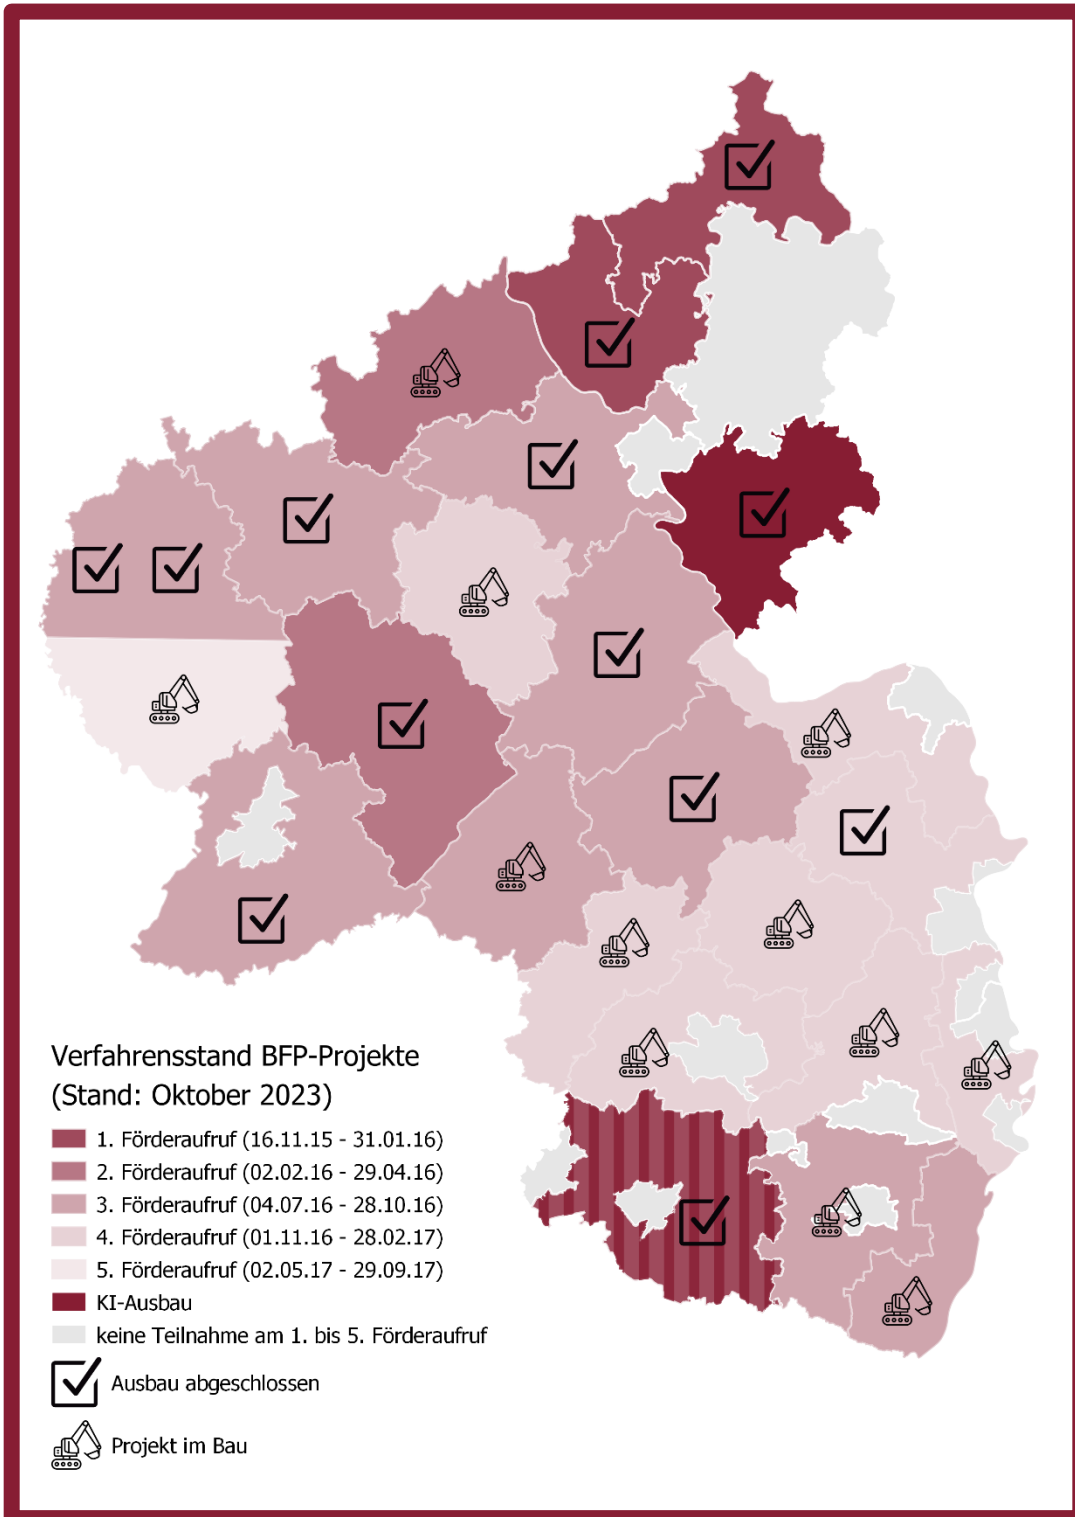 Verfahrensstand BFP-Projekte
(Stand: Oktober 2023)
1. Förderaufruf (16.11.15 - 31.01.16)
2. Förderaufruf (02.02.16 - 29.04.16)
3. Förderaufruf (04.07.16 - 28.10.16)
4. Förderaufruf (01.11.16 - 28.02.17)
5. Förderaufruf (02.05.17 - 29.09.17)
KI-Ausbau
keine Teilnahme am 1. bis 5. Förderaufruf
Ausbau abgeschlossen
Projekt im Bau